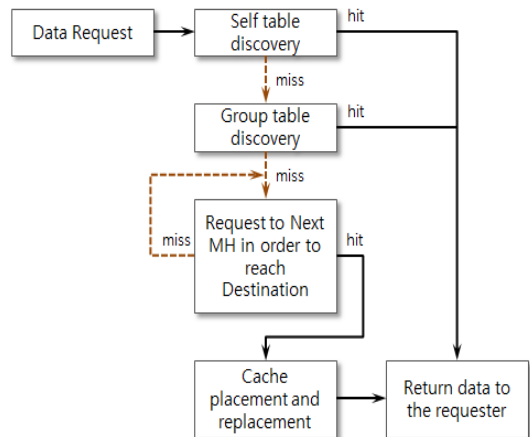 Data Request
Self table
discovery
hit
miss
Group table
discovery
hit
miss
Request to Next
MH in order to
reach
Destination
miss
hit
Cache
placement and
replacement
Return data to
the requester